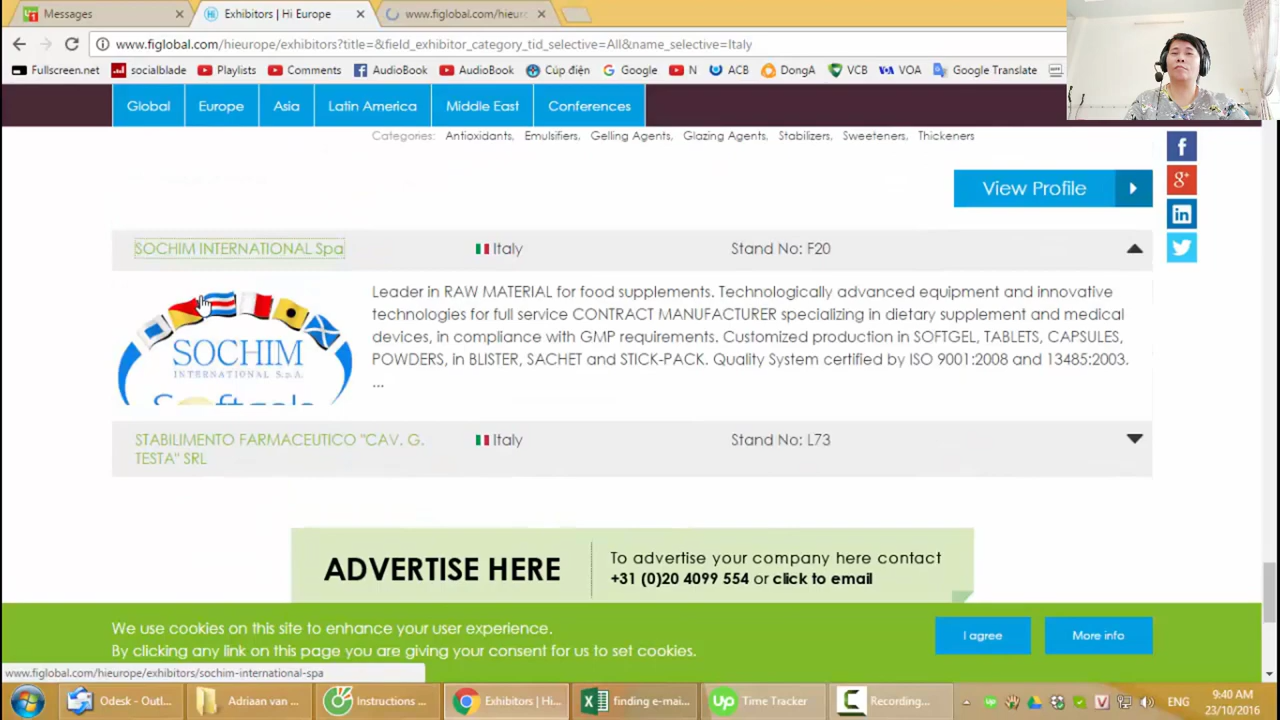 Messages
Exhibitors | Hi Europe
www.figlobal.com/hieuro
www.figlobal.com/hieurope/exhibitors?title=&field_exhibitor_category_tid_selective=All&name_selective=Italy
Fullscreen.net socialblade Playlists Comments AudioBook AudioBook Cúp điện Google N ACB DongA VCB VOA Google Translate
Global Europe Asia Latin America Middle East Conferences
Categories: Antioxidants, Emulsifiers, Gelling Agents, Glazing Agents, Stabilizers, Sweeteners, Thickeners
View Profile
SOCHIM INTERNATIONAL Spa Italy Stand No: F20
SOCHIM
INTERNATIONAL S.p.A.
Softgels
Leader in RAW MATERIAL for food supplements. Technologically advanced equipment and innovative
technologies for full service CONTRACT MANUFACTURER specializing in dietary supplement and medical
devices, in compliance with GMP requirements. Customized production in SOFTGEL, TABLETS, CAPSULES,
POWDERS, in BLISTER, SACHET and STICK-PACK. Quality System certified by ISO 9001:2008 and 13485:2003.
...
STABILIMENTO FARMACEUTICO "CAV. G. Italy Stand No: L73
TESTA" SRL
ADVERTISE HERE
To advertise your company here contact
+31 (0)20 4099 554 or click to email
We use cookies on this site to enhance your user experience.
By clicking any link on this page you are giving your consent for us to set cookies.
I agree
More info
www.figlobal.com/hieurope/exhibitors/sochim-international-spa
Odesk - Outl... Adriaan van ... Instructions ... Exhibitors | Hi... finding e-mai... Time Tracker Recording... ENG
9:40 AM
23/10/2016